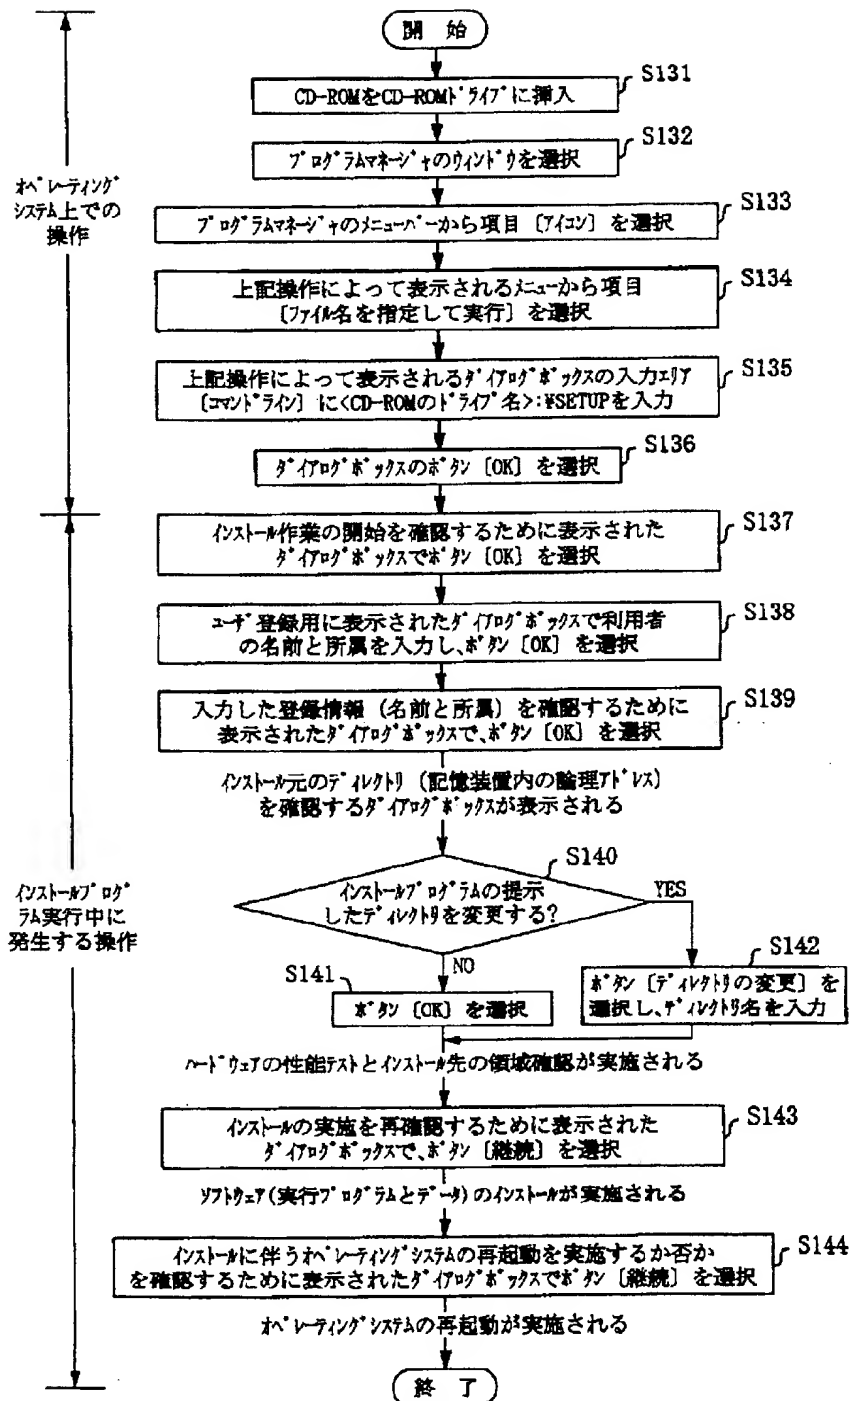 開 始
S131
CD-ROMをCD-ROMドライブに挿入
S132
プログラムマネージャのウィンドウを選択
S133
プログラムマネージャのメニューバーから項目〔アイコン〕を選択
オペレーティング
システム上での
操作
S134
上記操作によって表示されるメニューから項目
〔ファイル名を指定して実行〕を選択
S135
上記操作によって表示されるダイアログボックスの入力エリア
〔コマンドライン〕に<CD-ROMのドライブ名>:¥SETUPを入力
S136
ダイアログボックスのボタン〔OK〕を選択
S137
インストール作業の開始を確認するために表示された
ダイアログボックスでボタン〔OK〕を選択
S138
ユーザ登録用に表示されたダイアログボックスで利用者
の名前と所属を入力し、ボタン〔OK〕を選択
S139
入力した登録情報（名前と所属）を確認するために
表示されたダイアログボックスで、ボタン〔OK〕を選択
インストール元のディレクトリ（記憶装置内の論理アドレス）
を確認するダイアログボックスが表示される
S140
インストールプログラムの提示
したディレクトリを変更する?
YES
NO
インストールプログ
ラム実行中に
発生する操作
S141
ボタン〔OK〕を選択
S142
ボタン〔ディレクトリの変更〕を
選択し、ディレクトリ名を入力
ハードウェアの性能テストとインストール先の領域確認が実施される
S143
インストールの実施を再確認するために表示された
ダイアログボックスで、ボタン〔継続〕を選択
ソフトウェア(実行プログラムとデータ)のインストールが実施される
S144
インストールに伴うオペレーティングシステムの再起動を実施するか否か
を確認するために表示されたダイアログボックスでボタン〔継続〕を選択
オペレーティングシステムの再起動が実施される
終 了